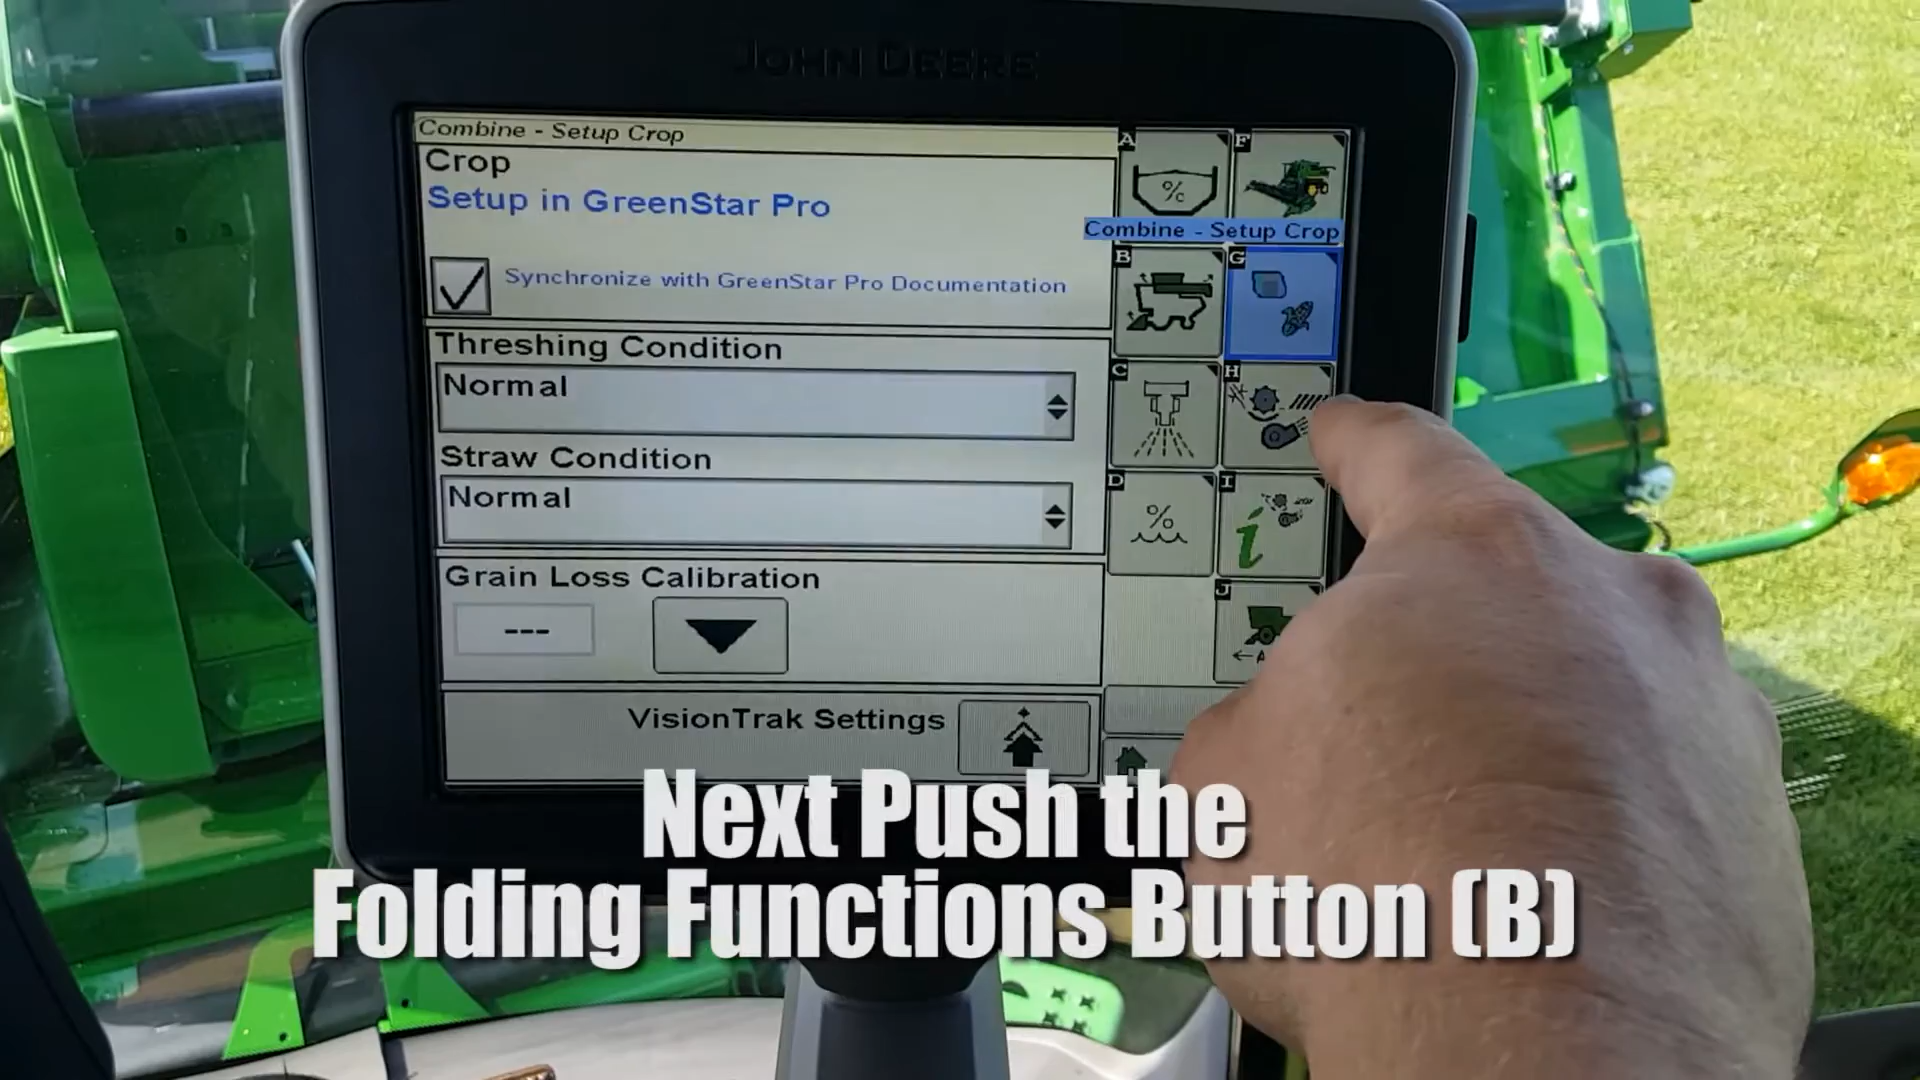 JOHN DEERE
Combine - Setup Crop
Crop
Setup in GreenStar Pro
Synchronize with GreenStar Pro Documentation
Threshing Condition
Normal
Straw Condition
Normal
Grain Loss Calibration
---
VisionTrak Settings
A
F
%
Combine - Setup Crop
B
G
C
H
D
I
%
i
J
←A
Next Push the
Folding Functions Button (B)